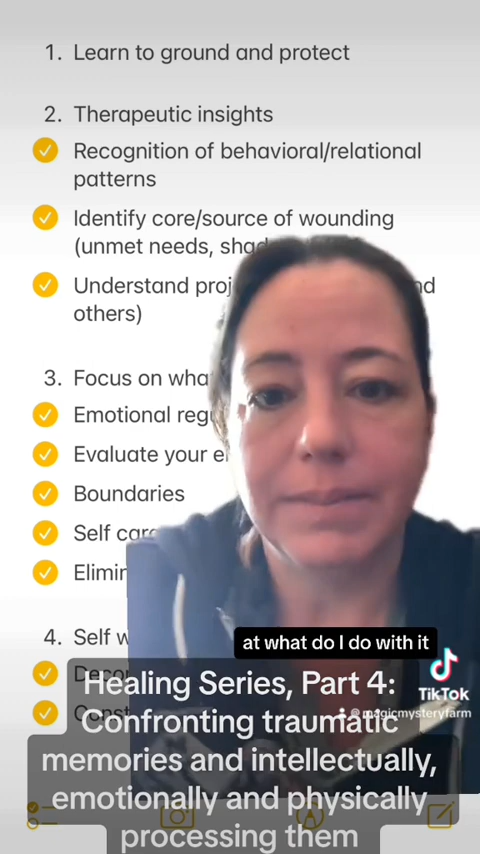 1. Learn to ground and protect
2. Therapeutic insights
Recognition of behavioral/relational
patterns
Identify core/source of wounding
(unmet needs,
Understand
others)
3. Focus on
Emotional
Evaluate your
Boundaries
Self
4. Self
at what do I do with it
Healing Series, Part 4:
Confronting traumatic
memories and intellectually,
emotionally and physically
processing them
TikTok
@magicmysteryfarm